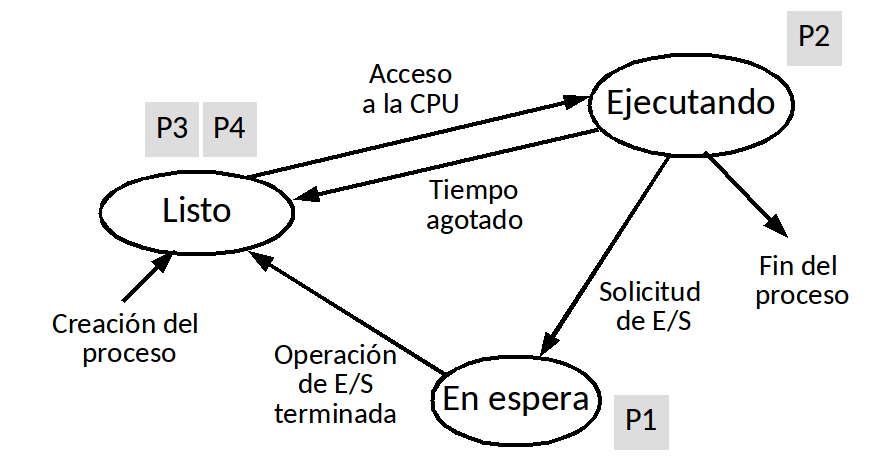 P2
Acceso
a la CPU
Ejecutando
P3 P4
Tiempo
agotado
Listo
Fin del
proceso
Solicitud
de E/S
Creación del
proceso
Operación
de E/S
terminada
En espera
P1